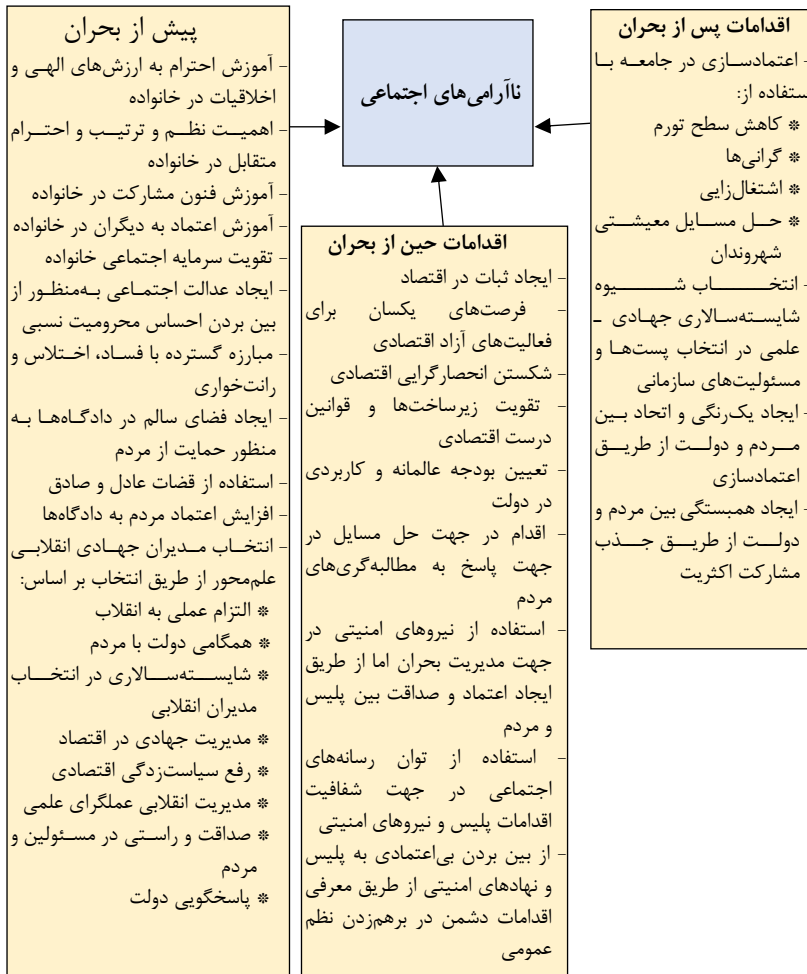 اقدامات پس از بحران
- اعتمادسازی در جامعه با
ستفاده از:
* کاهش سطح تورم
* گرانی‌ها
* اشتغال‌زایی
* حل مسایل معیشتی
شهروندان
- انتخاب شیوه
شایسته‌سالاری جهادی -
علمی در انتخاب پست‌ها و
مسئولیت‌های سازمانی
- ایجاد یک‌رنگی و اتحاد بین
مردم و دولت از طریق
اعتمادسازی
- ایجاد همبستگی بین مردم و
دولت از طریق جذب
مشارکت اکثریت
ناآرامی‌های اجتماعی
اقدامات حین از بحران
- ایجاد ثبات در اقتصاد
- فرصت‌های یکسان برای
فعالیت‌های آزاد اقتصادی
- شکستن انحصارگرایی اقتصادی
- تقویت زیرساخت‌ها و قوانین
درست اقتصادی
- تعیین بودجه عالمانه و کاربردی
در دولت
- اقدام در جهت حل مسایل در
جهت پاسخ به مطالبه‌گری‌های
مردم
- استفاده از نیروهای امنیتی در
جهت مدیریت بحران اما از طریق
ایجاد اعتماد و صداقت بین پلیس
و مردم
- استفاده از توان رسانه‌های
اجتماعی در جهت شفافیت
اقدامات پلیس و نیروهای امنیتی
- از بین بردن بی‌اعتمادی به پلیس
و نهادهای امنیتی از طریق معرفی
اقدامات دشمن در برهم‌زدن نظم
عمومی
پیش از بحران
- آموزش احترام به ارزش‌های الهی و
اخلاقیات در خانواده
- اهمیت نظم و ترتیب و احترام
متقابل در خانواده
- آموزش فنون مشارکت در خانواده
- آموزش اعتماد به دیگران در خانواده
- تقویت سرمایه اجتماعی خانواده
- ایجاد عدالت اجتماعی به‌منظور از
بین بردن احساس محرومیت نسبی
- مبارزه گسترده با فساد، اختلاس و
رانت‌خواری
- ایجاد فضای سالم در دادگاه‌ها به
منظور حمایت از مردم
- استفاده از قضات عادل و صادق
- افزایش اعتماد مردم به دادگاه‌ها
- انتخاب مدیران جهادی انقلابی
علم‌محور از طریق انتخاب بر اساس:
* التزام عملی به انقلاب
* همگامی دولت با مردم
* شایسته‌سالاری در انتخاب
مدیران انقلابی
* مدیریت جهادی در اقتصاد
* رفع سیاست‌زدگی اقتصادی
* مدیریت انقلابی عملگرای علمی
* صداقت و راستی در مسئولین و
مردم
* پاسخگویی دولت